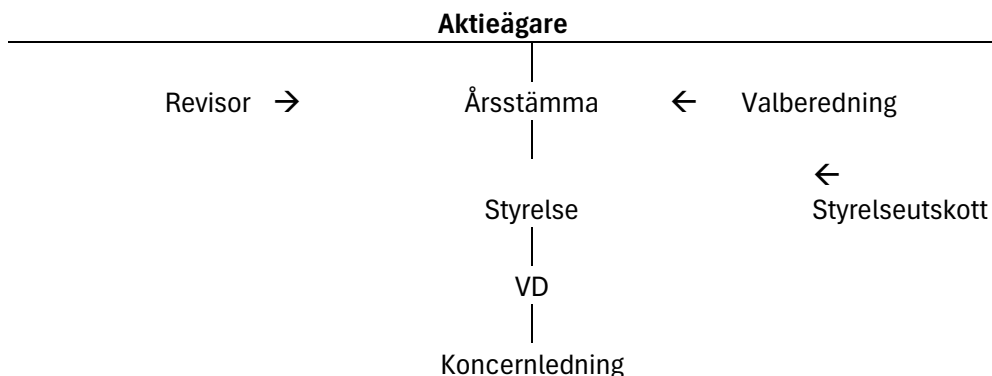 Aktieägare
Revisor → Årsstämma ← Valberedning
←
Styrelse Styrelseutskott
VD
Koncernledning